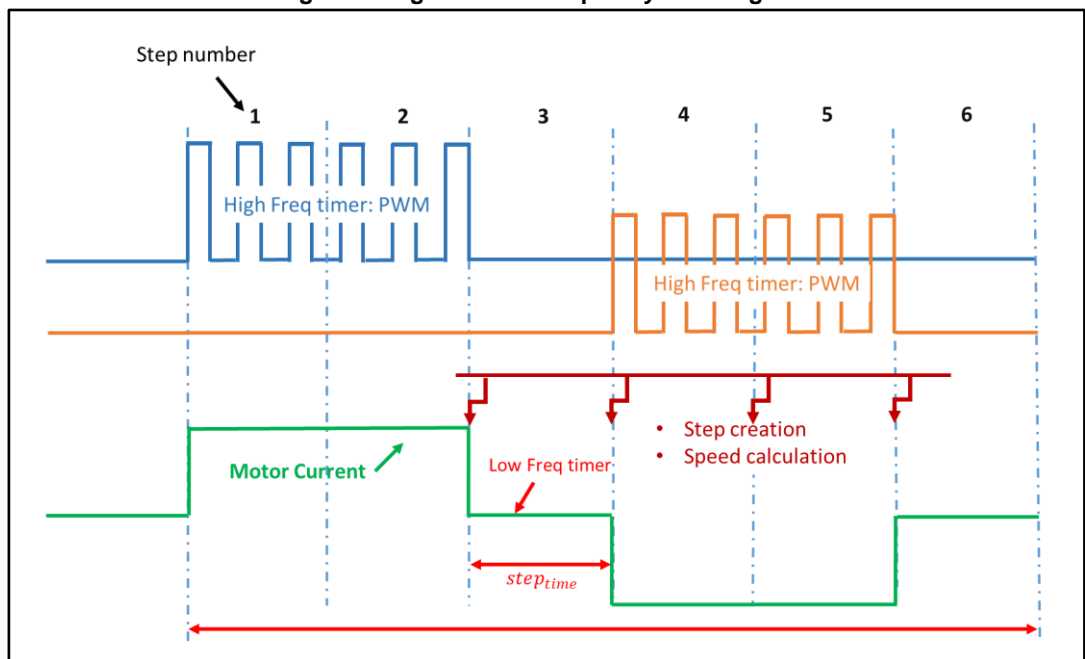 Step number
1 2 3 4 5 6
High Freq timer: PWM
High Freq timer: PWM
• Step creation
• Speed calculation
Motor Current
Low Freq timer
step_time